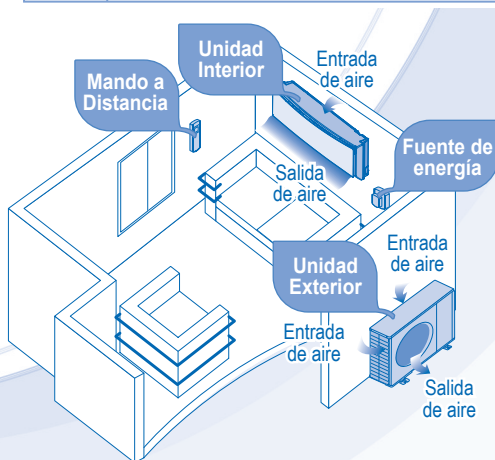 Unidad
Interior
Entrada
de aire
Mando a
Distancia
Fuente de
energía
Salida
de aire
Entrada
de aire
Unidad
Exterior
Entrada
de aire
Salida
de aire